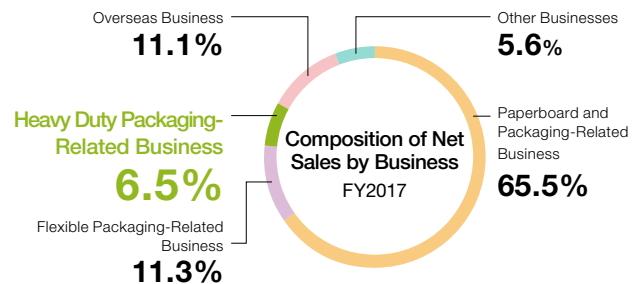 Overseas Business
11.1%
Other Businesses
5.6%
Heavy Duty Packaging-
Related Business
6.5%
Composition of Net
Sales by Business
FY2017
Paperboard and
Packaging-Related
Business
65.5%
Flexible Packaging-Related
Business
11.3%